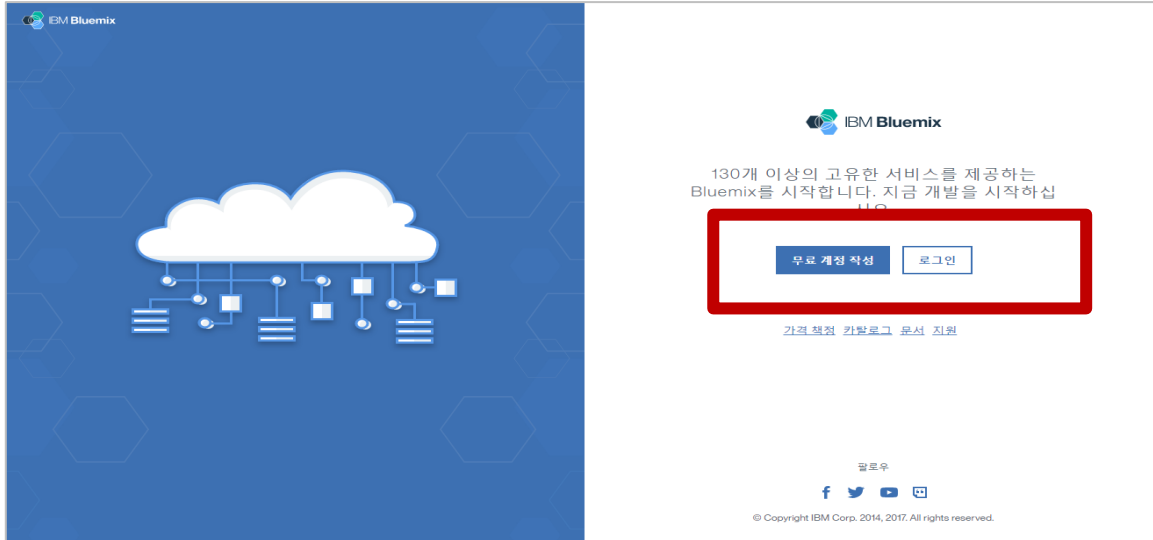 IBM Bluemix
IBM Bluemix
130개 이상의 고유한 서비스를 제공하는
Bluemix를 시작합니다. 지금 개발을 시작하십
무료 계정 작성 로그인
가격 책정 카탈로그 문서 지원
팔로우
© Copyright IBM Corp. 2014, 2017. All rights reserved.